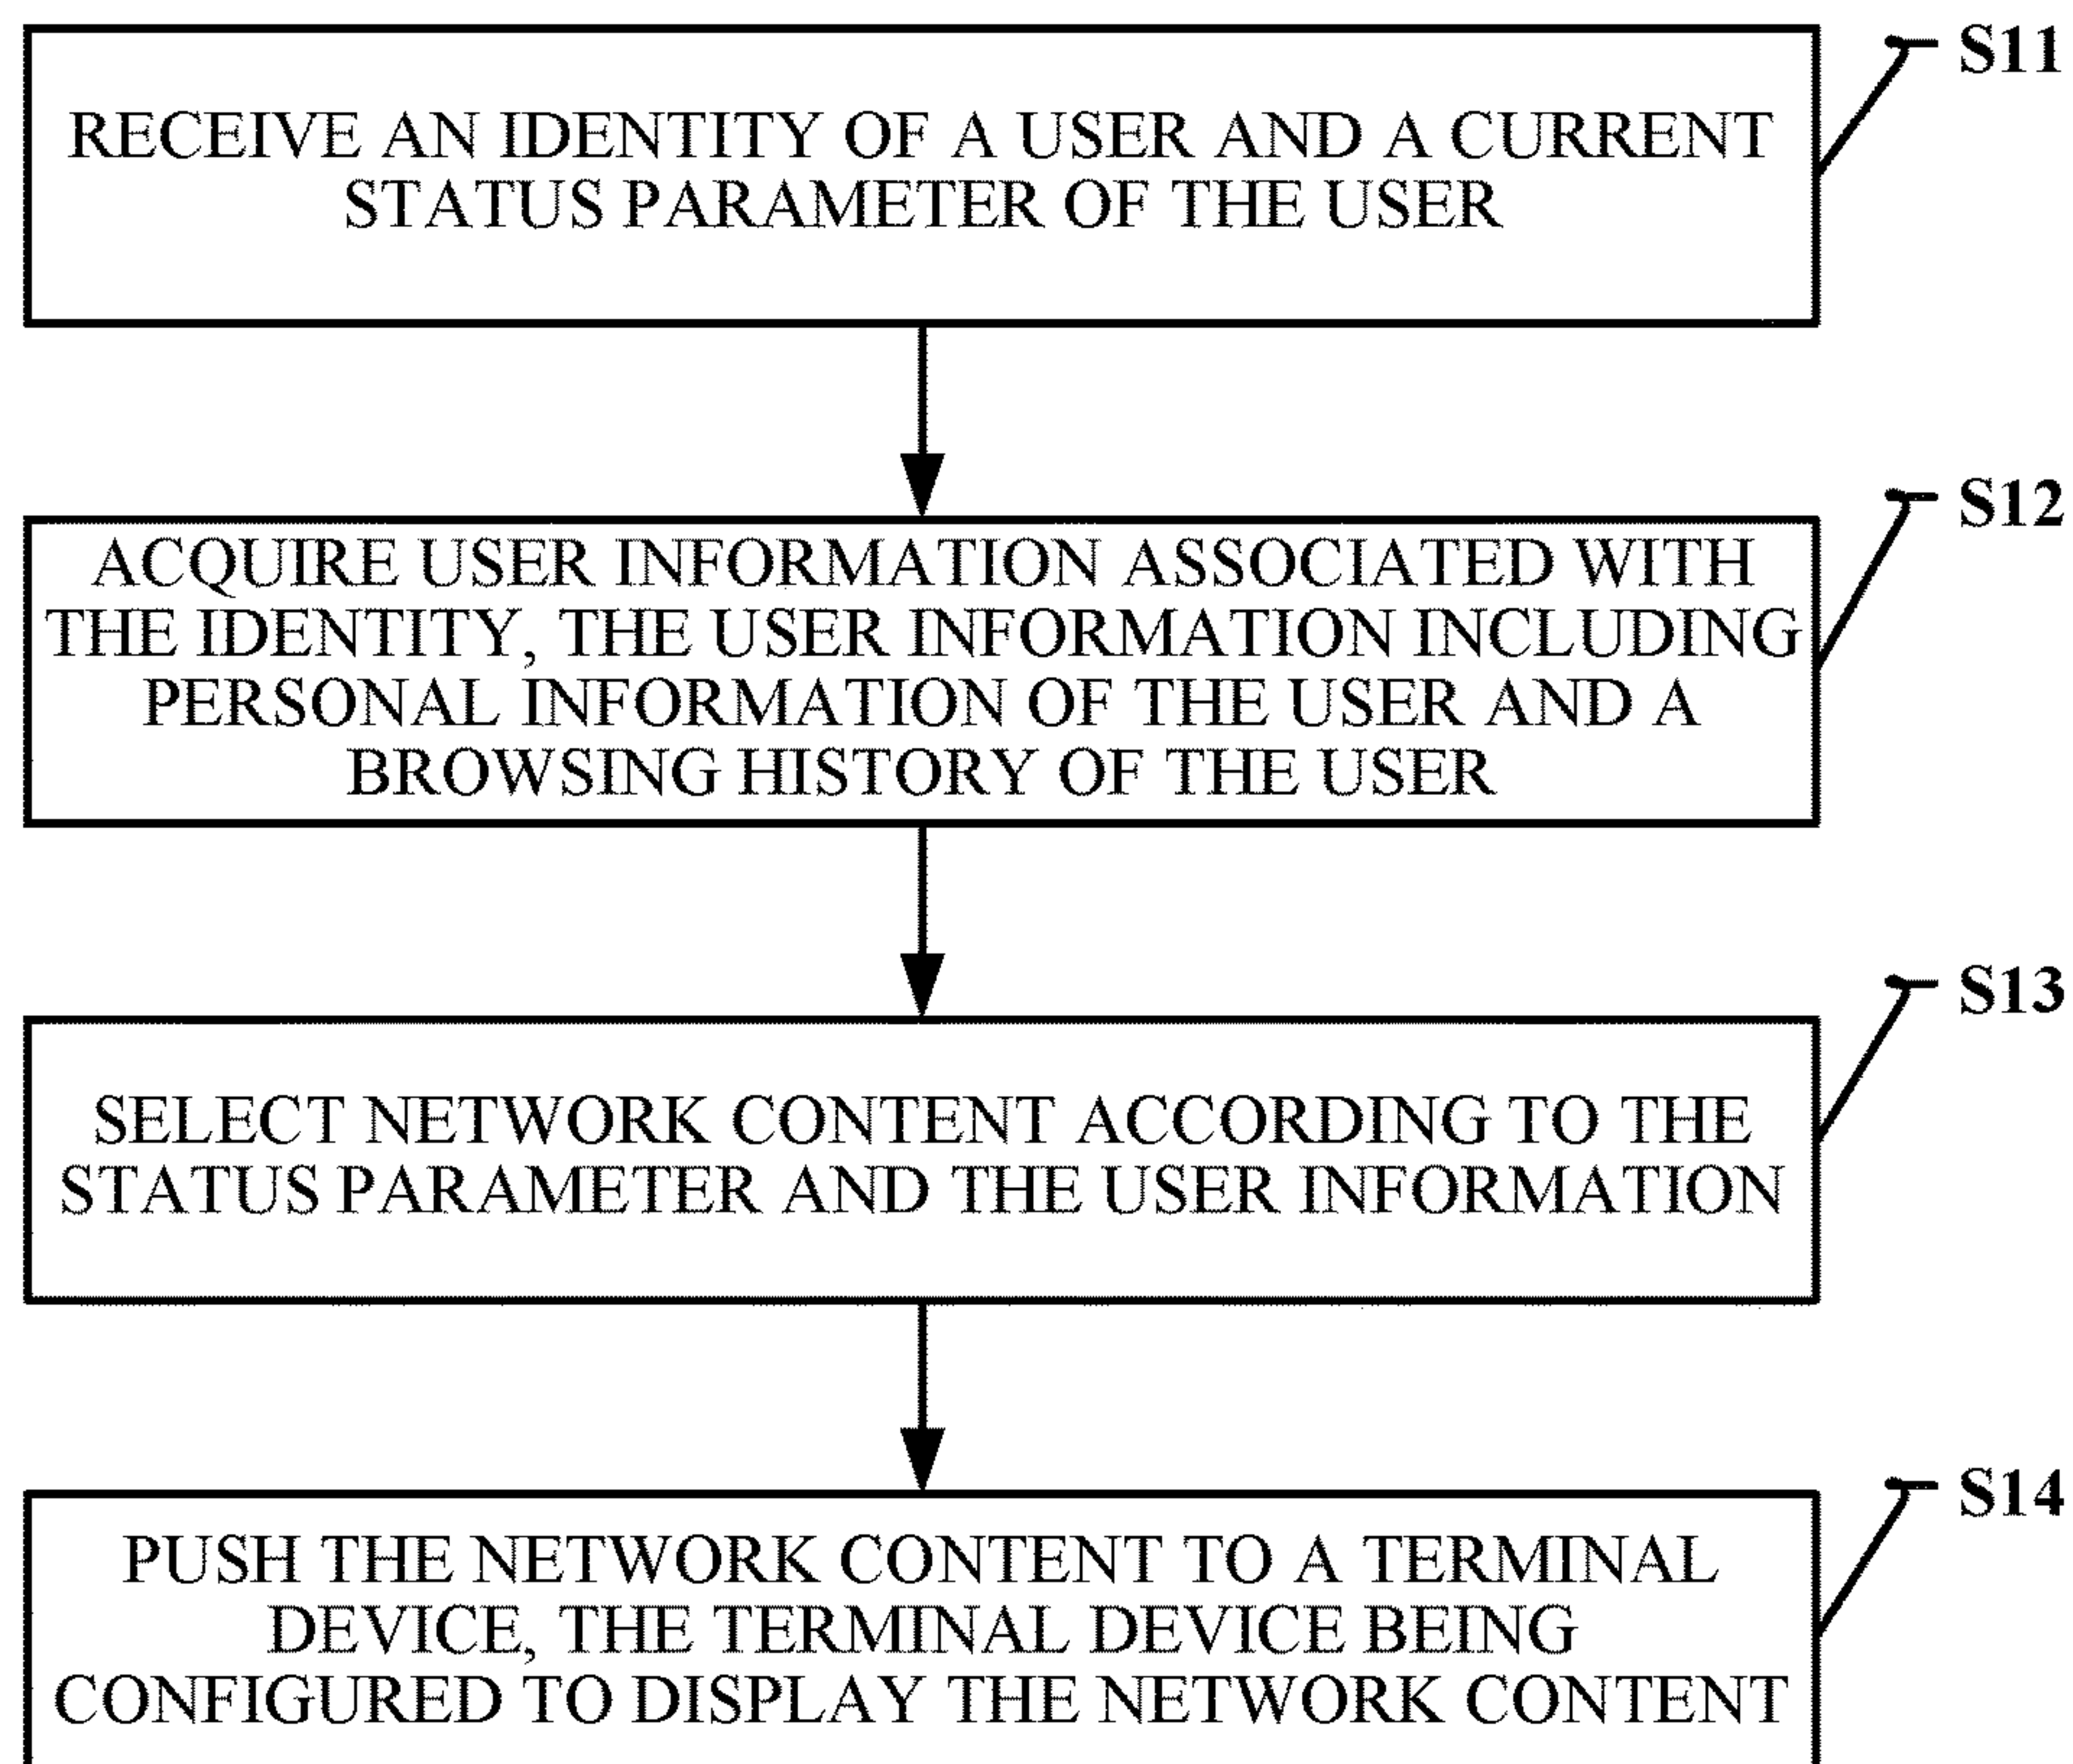 S11
RECEIVE AN IDENTITY OF A USER AND A CURRENT
STATUS PARAMETER OF THE USER
S12
ACQUIRE USER INFORMATION ASSOCIATED WITH
THE IDENTITY, THE USER INFORMATION INCLUDING
PERSONAL INFORMATION OF THE USER AND A
BROWSING HISTORY OF THE USER
S13
SELECT NETWORK CONTENT ACCORDING TO THE
STATUS PARAMETER AND THE USER INFORMATION
S14
PUSH THE NETWORK CONTENT TO A TERMINAL
DEVICE, THE TERMINAL DEVICE BEING
CONFIGURED TO DISPLAY THE NETWORK CONTENT